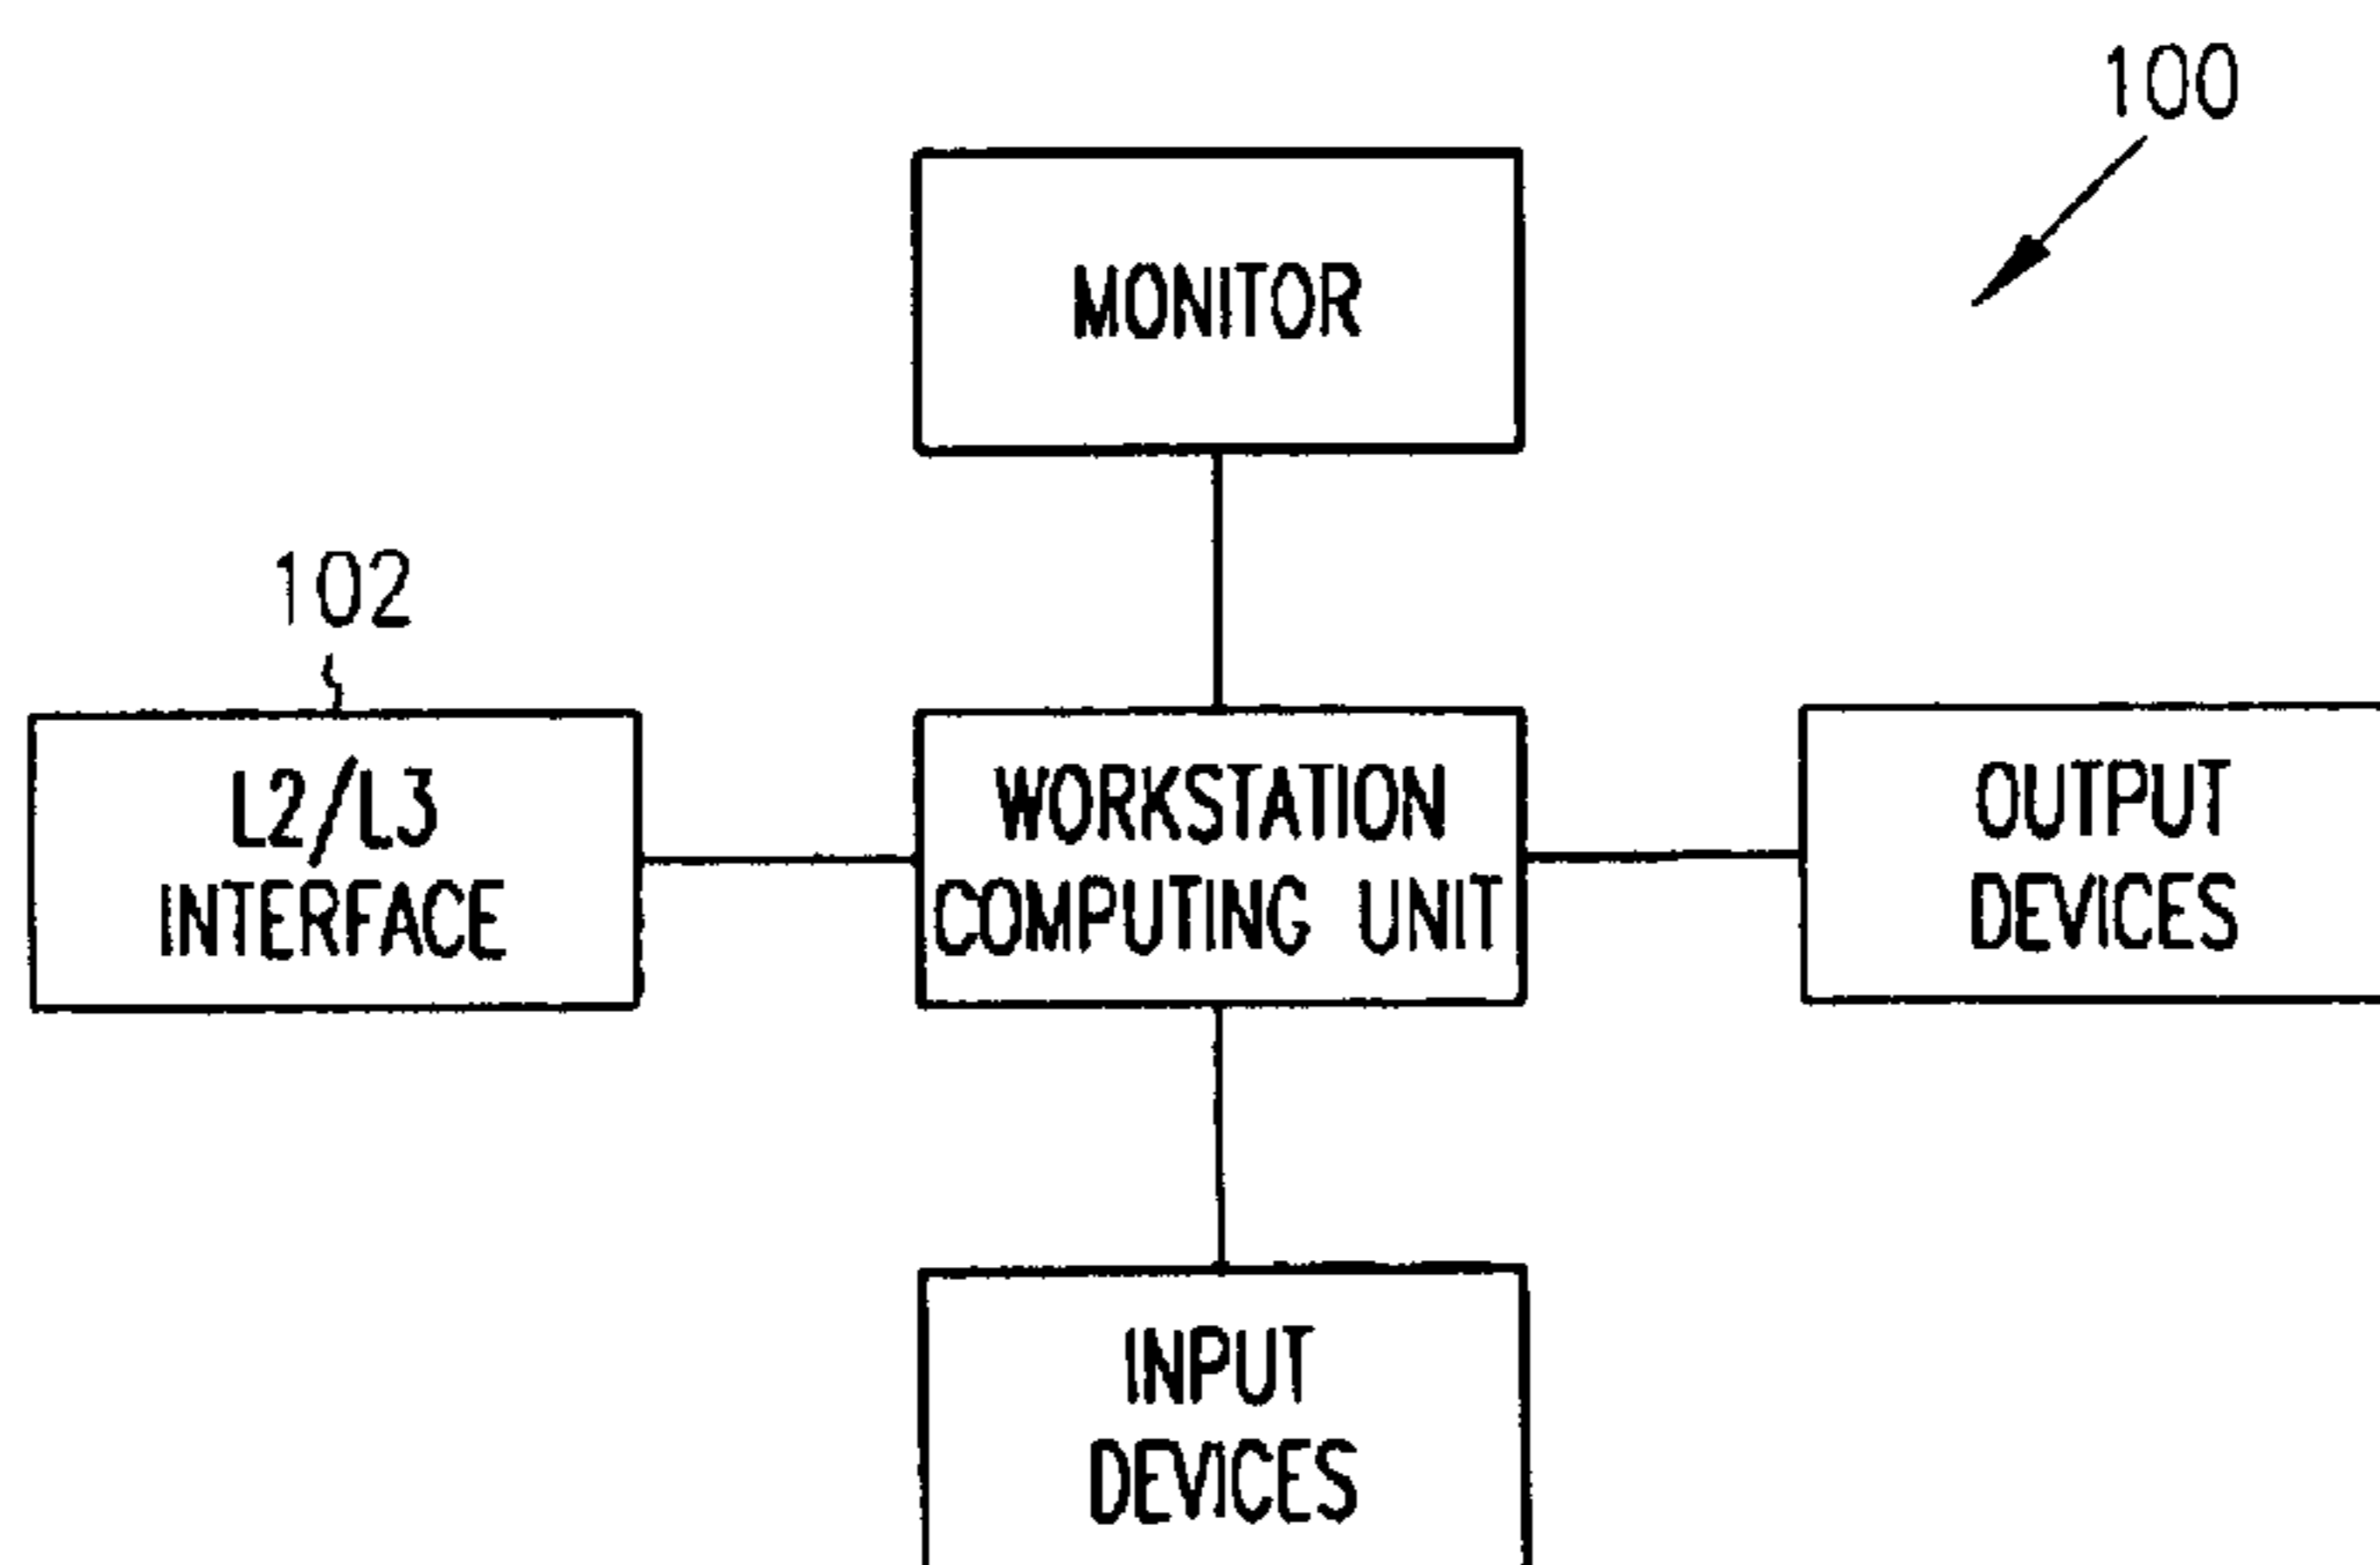 100
MONITOR
102
L2/L3
INTERFACE
WORKSTATION
COMPUTING UNIT
OUTPUT
DEVICES
INPUT
DEVICES